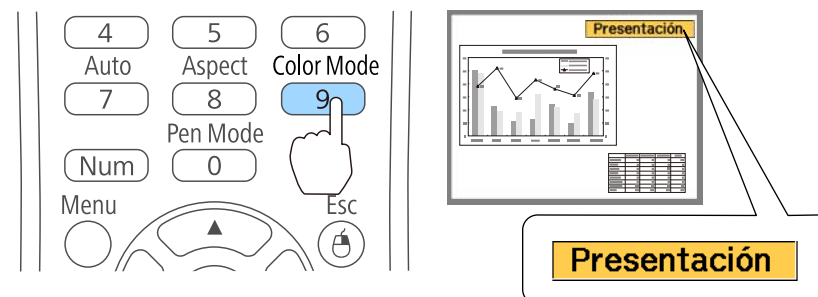 4 5 6
Auto Aspect Color Mode
7 8 9
Pen Mode
Num 0
Menu Esc
Presentación
Presentación